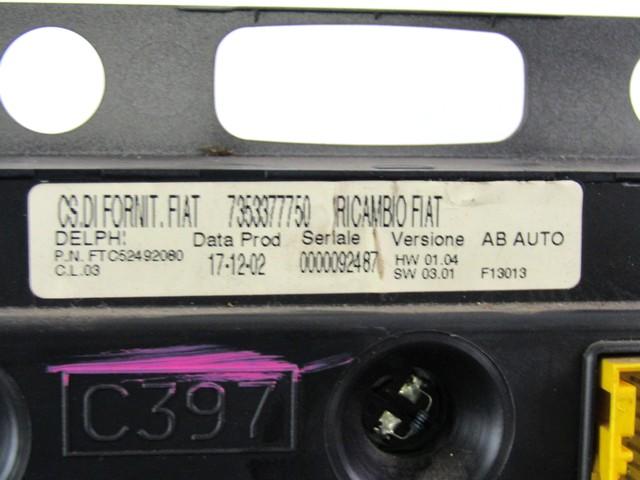 CS.DI FORNIT. FIAT 7353377750 RICAMBIO FIAT
DELPHI Data Prod Seriale Versione AB AUTO
P.N. FTC52492080 17-12-02 0000092487 HW 01.04
C.L.03 SW 03.01 F13013
C397